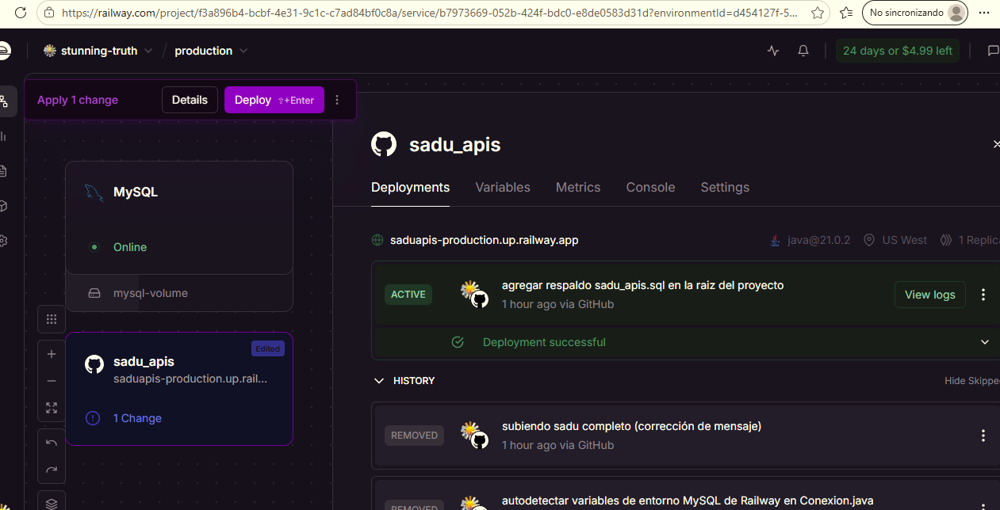 https://railway.com/project/f3a896b4-bcbf-4e31-9c1c-c7ad84bf0c8a/service/b7973669-052b-424f-bdc0-e8de0583d31d?environmentId=d454127f-5...
No sincronizando
stunning-truth / production
24 days or $4.99 left
Apply 1 change
Details
Deploy ⇧+Enter
sadu_apis
Deployments Variables Metrics Console Settings
MySQL
Online
mysql-volume
Edited
sadu_apis
saduapis-production.up.rail...
1 Change
saduapis-production.up.railway.app
java@21.0.2 US West 1 Replica
ACTIVE
agregar respaldo sadu_apis.sql en la raiz del proyecto
1 hour ago via GitHub
View logs
Deployment successful
HISTORY
Hide Skippe
REMOVED
subiendo sadu completo (corrección de mensaje)
1 hour ago via GitHub
REMOVED
autodetectar variables de entorno MySQL de Railway en Conexion.java